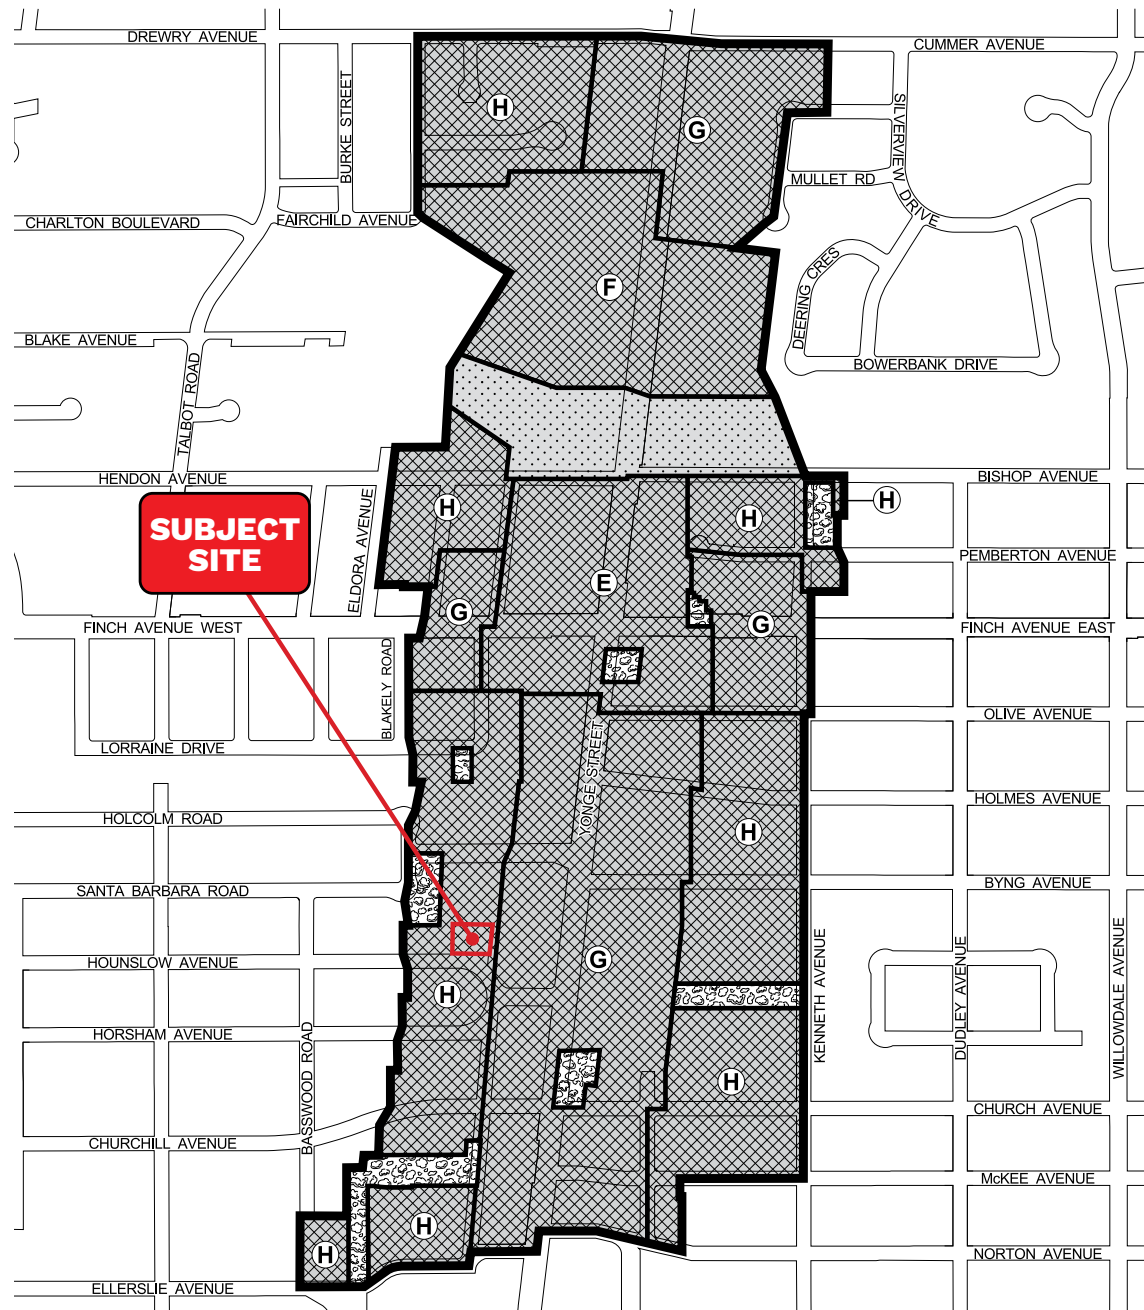 DREWRY AVENUE
CUMMER AVENUE
BURKE STREET
H
G
SILVERVIEW DRIVE
MULLET RD
CHARLTON BOULEVARD
FAIRCHILD AVENUE
DEERING CRES
F
BLAKE AVENUE
TALBOT ROAD
BOWERBANK DRIVE
HENDON AVENUE
BISHOP AVENUE
SUBJECT
SITE
ELDORA AVENUE
H
H
H
PEMBERTON AVENUE
E
G
G
FINCH AVENUE WEST
FINCH AVENUE EAST
BLAKELY ROAD
OLIVE AVENUE
LORRAINE DRIVE
YONGE STREET
HOLMES AVENUE
HOLCOLM ROAD
H
SANTA BARBARA ROAD
BYNG AVENUE
HOUNSLOW AVENUE
G
KENNETH AVENUE
DUDLEY AVENUE
WILLOWDALE AVENUE
H
HORSHAM AVENUE
BASSWOOD ROAD
H
CHURCH AVENUE
CHURCHILL AVENUE
McKEE AVENUE
H
H
NORTON AVENUE
ELLERSLIE AVENUE